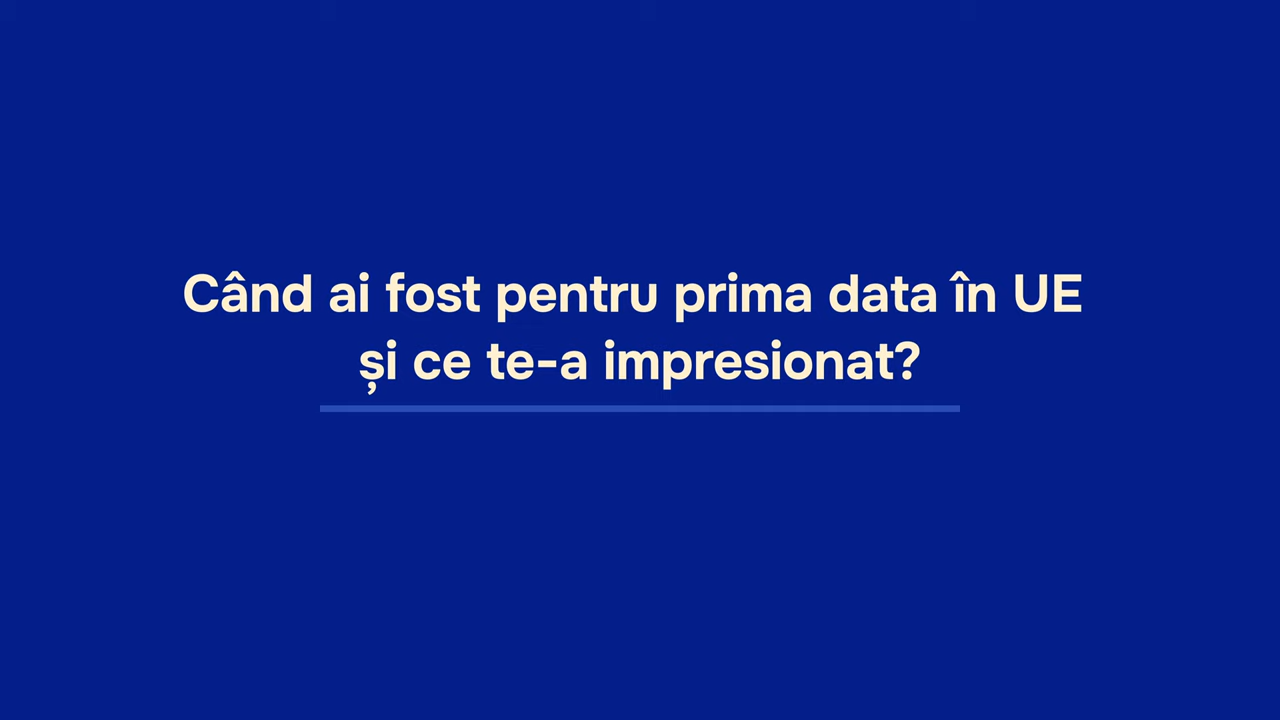 Când ai fost pentru prima data în UE
și ce te-a impresionat?